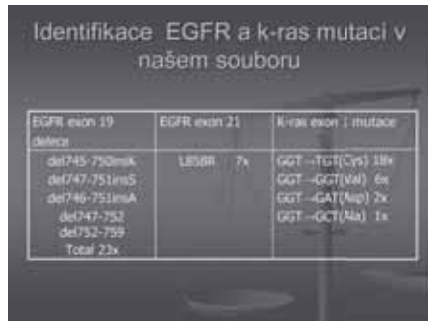 Identifikace EGFR a k-ras mutací v
našem souboru
EGFR exon 19
delece
EGFR exon 21
K-ras exon 1 mutace
del745-750insK
L858R 7x
GGT→TGT(Cys) 18x
del747-751insS
GGT→GGT(Val) 6x
del746-751insA
GGT→GAT(Asp) 2x
del747-752
GGT→GCT(Ala) 1x
del752-759
Total 23x